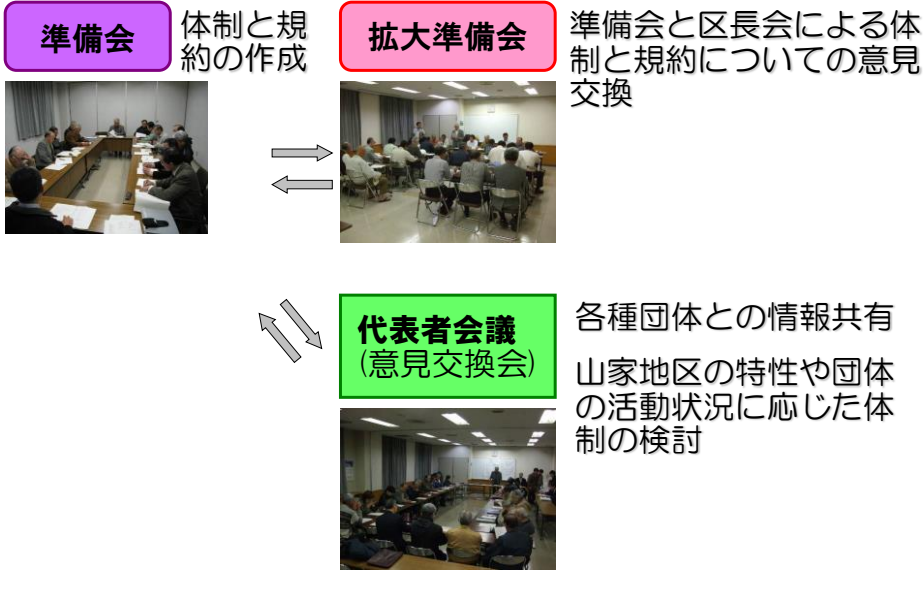 準備会
体制と規
約の作成
拡大準備会
準備会と区長会による体
制と規約についての意見
交換
代表者会議
(意見交換会)
各種団体との情報共有
山家地区の特性や団体
の活動状況に応じた体
制の検討